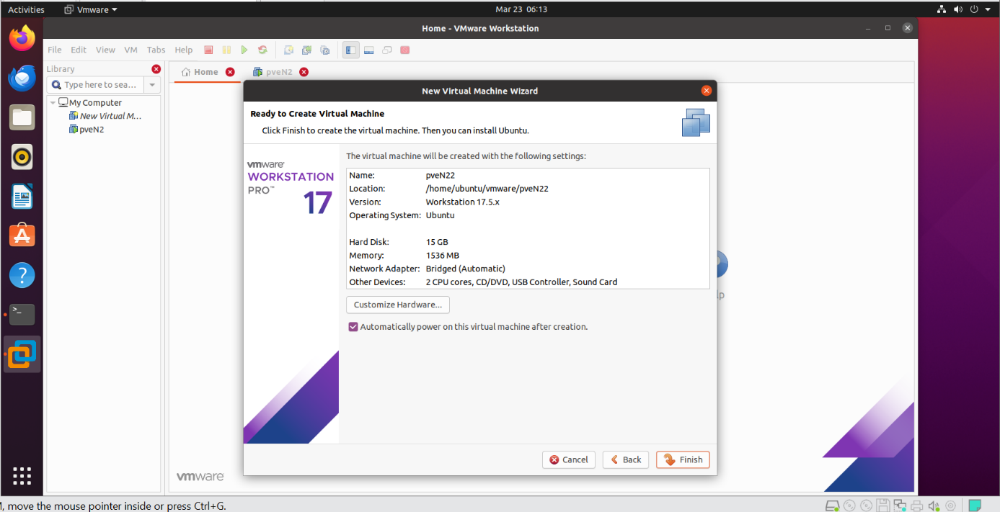 Activities Vmware Mar 23 06:13
Home - VMware Workstation
File Edit View VM Tabs Help
Library
Type here to sea...
My Computer
New Virtual M...
pveN2
Home pveN2
New Virtual Machine Wizard
Ready to Create Virtual Machine
Click Finish to create the virtual machine. Then you can install Ubuntu.
vmware
WORKSTATION
PRO™
17
The virtual machine will be created with the following settings:
Name: pveN22
Location: /home/ubuntu/vmware/pveN22
Version: Workstation 17.5.x
Operating System: Ubuntu
Hard Disk: 15 GB
Memory: 1536 MB
Network Adapter: Bridged (Automatic)
Other Devices: 2 CPU cores, CD/DVD, USB Controller, Sound Card
Customize Hardware...
Automatically power on this virtual machine after creation.
Cancel Back Finish
lp
vmware
, move the mouse pointer inside or press Ctrl+G.